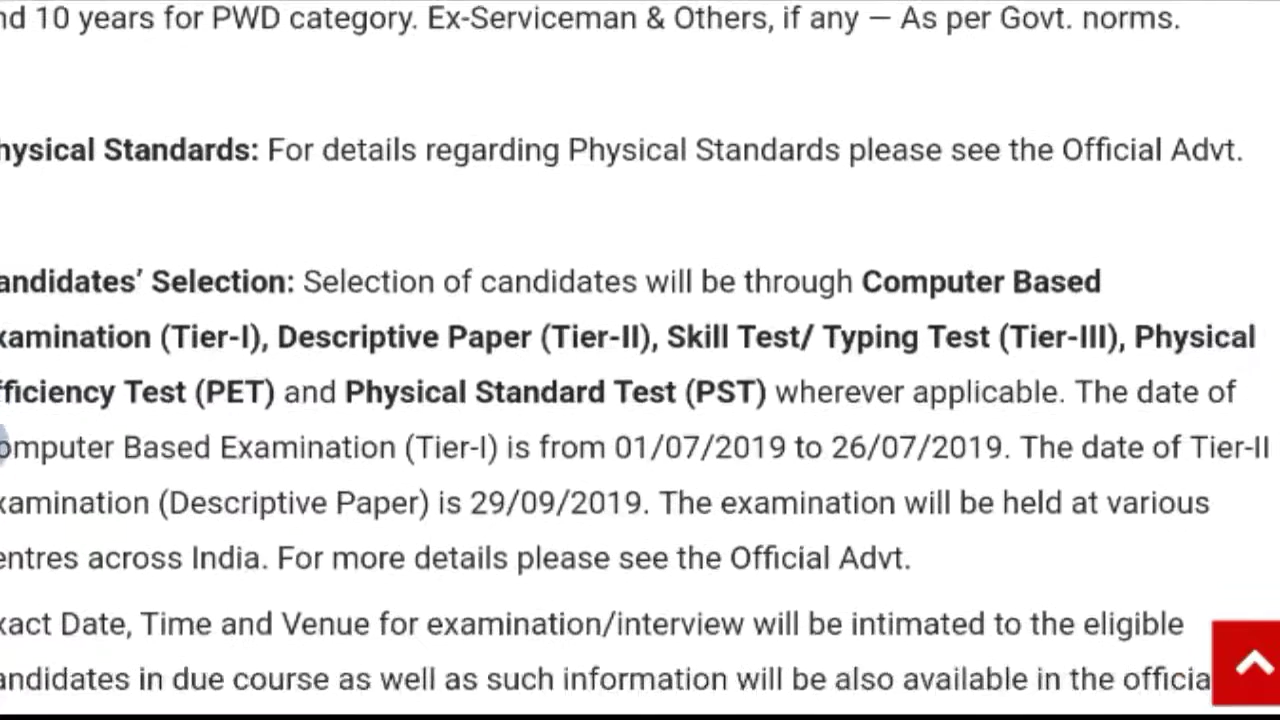 nd 10 years for PWD category. Ex-Serviceman & Others, if any — As per Govt. norms.
hysical Standards: For details regarding Physical Standards please see the Official Advt.
andidates’ Selection: Selection of candidates will be through Computer Based
xamination (Tier-I), Descriptive Paper (Tier-II), Skill Test/ Typing Test (Tier-III), Physical
fficiency Test (PET) and Physical Standard Test (PST) wherever applicable. The date of
omputer Based Examination (Tier-I) is from 01/07/2019 to 26/07/2019. The date of Tier-II
xamination (Descriptive Paper) is 29/09/2019. The examination will be held at various
entres across India. For more details please see the Official Advt.
xact Date, Time and Venue for examination/interview will be intimated to the eligible
andidates in due course as well as such information will be also available in the officia